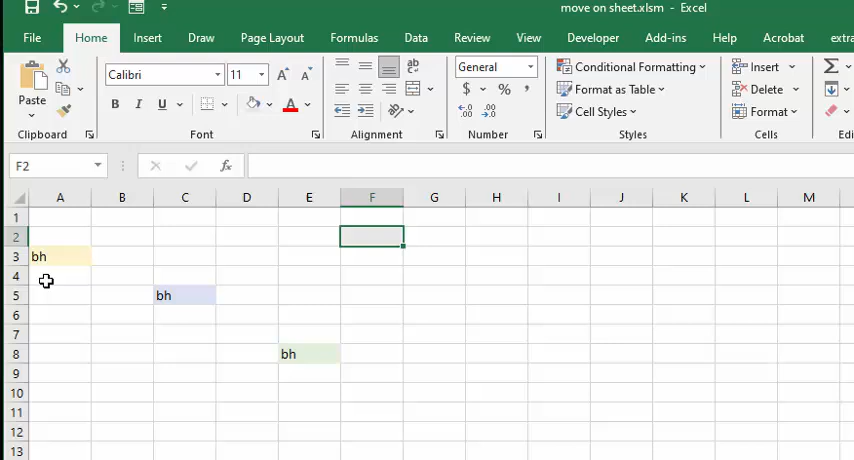 move on sheet.xlsm - Excel
File Home Insert Draw Page Layout Formulas Data Review View Developer Add-ins Help Acrobat extra
Paste Calibri 11 A A ab General Conditional Formatting Insert Σ
B I U A $ % , Format as Table Delete
Cell Styles Format
Clipboard Font Alignment Number Styles Cells Edi
F2 fx
A B C D E F G H I J K L M
1
2
3 bh
4
5 bh
6
7
8 bh
9
10
11
12
13